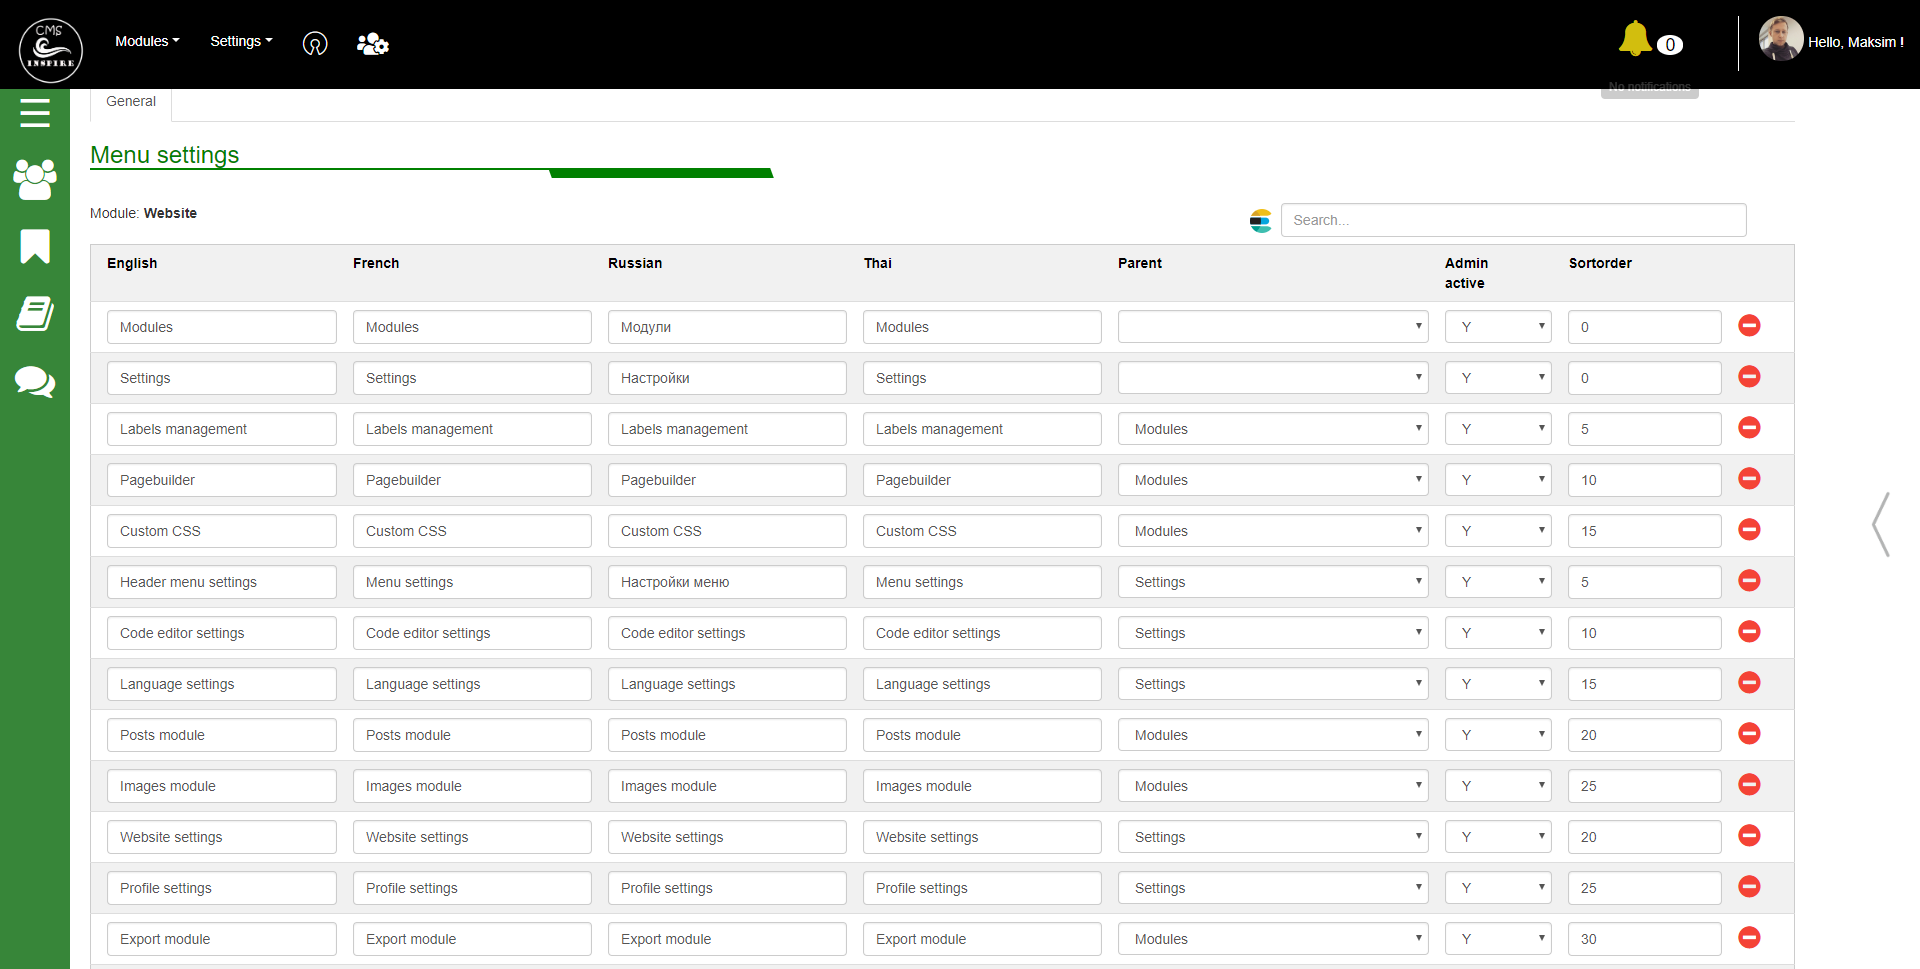 CMS
INSPIRE
Modules
Settings
0
Hello, Maksim !
No notifications
General
Menu settings
Module: Website
Search...
English French Russian Thai Parent Admin active Sortorder
Modules Modules Модули Modules Y 0
Settings Settings Настройки Settings Y 0
Labels management Labels management Labels management Labels management Modules Y 5
Pagebuilder Pagebuilder Pagebuilder Pagebuilder Modules Y 10
Custom CSS Custom CSS Custom CSS Custom CSS Modules Y 15
Header menu settings Menu settings Настройки меню Menu settings Settings Y 5
Code editor settings Code editor settings Code editor settings Code editor settings Settings Y 10
Language settings Language settings Language settings Language settings Settings Y 15
Posts module Posts module Posts module Posts module Modules Y 20
Images module Images module Images module Images module Modules Y 25
Website settings Website settings Website settings Website settings Settings Y 20
Profile settings Profile settings Profile settings Profile settings Settings Y 25
Export module Export module Export module Export module Modules Y 30